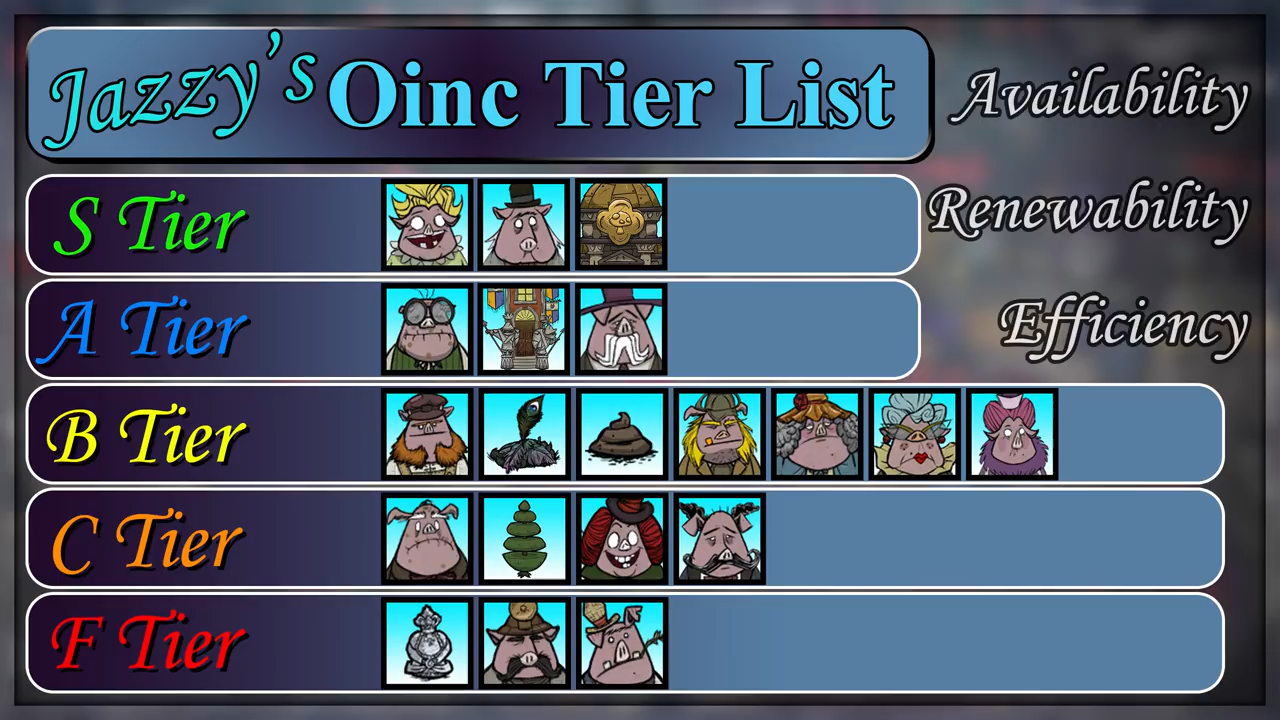 Jazzy's Oinc Tier List
Availability
S Tier
Renewability
A Tier
Efficiency
B Tier
C Tier
F Tier